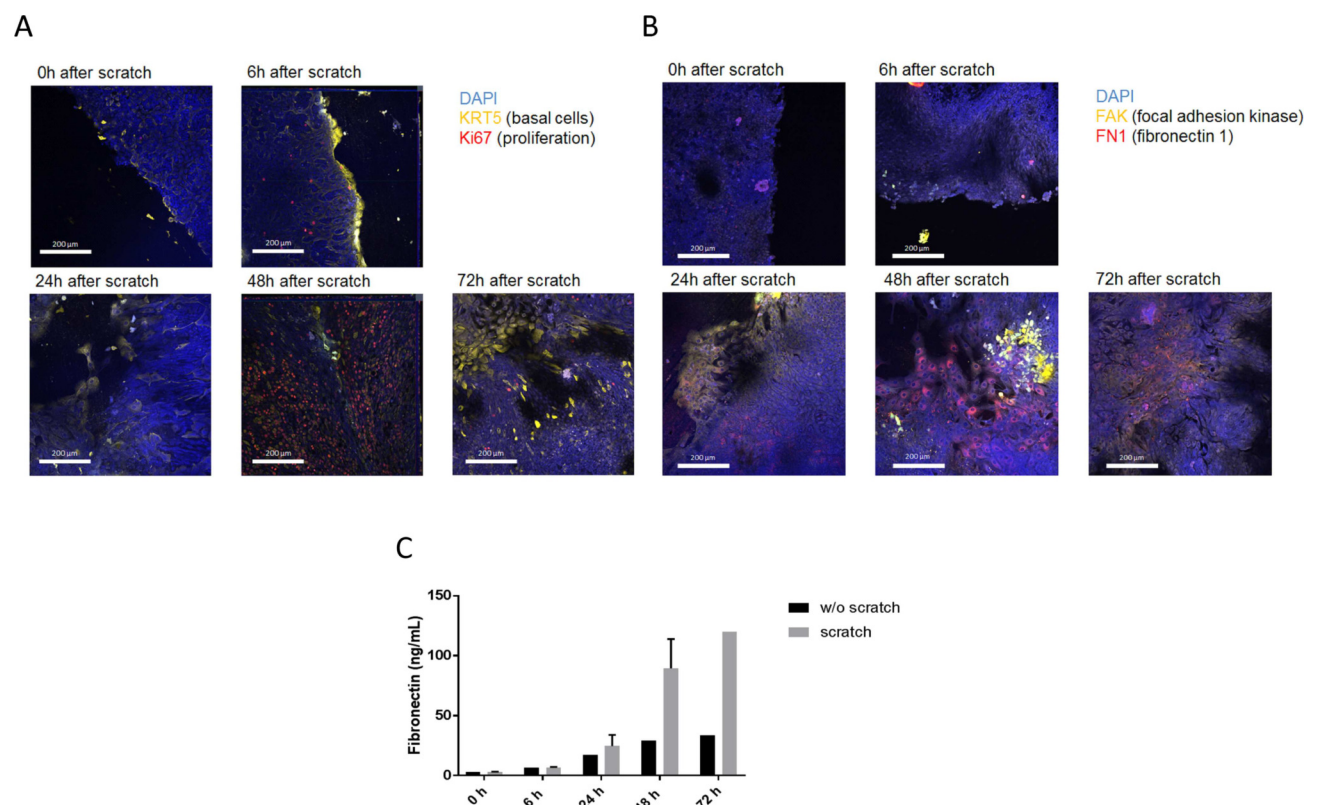 A
0h after scratch
6h after scratch
DAPI
KRT5 (basal cells)
Ki67 (proliferation)
200 µm
200 µm
24h after scratch
48h after scratch
72h after scratch
200 µm
200 µm
200 µm
B
0h after scratch
6h after scratch
DAPI
FAK (focal adhesion kinase)
FN1 (fibronectin 1)
200 µm
200 µm
24h after scratch
48h after scratch
72h after scratch
200 µm
200 µm
200 µm
C
Fibronectin (ng/mL)
150
100
50
0
0 h
6 h
24 h
48 h
72 h
w/o scratch
scratch